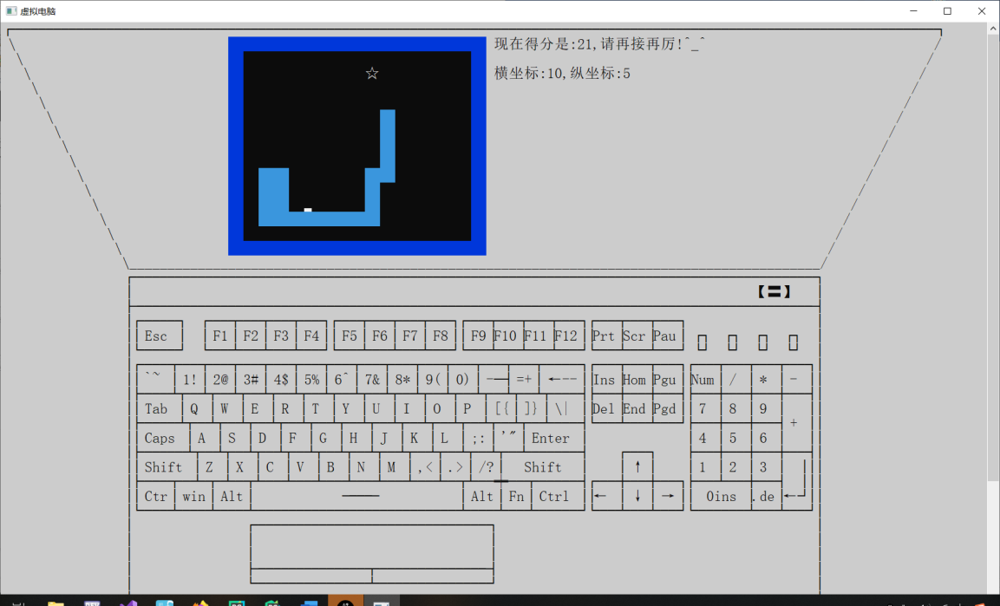 虚拟电脑
现在得分是:21,请再接再厉!^_^
☆
横坐标:10,纵坐标:5
【〓】
Esc F1 F2 F3 F4 F5 F6 F7 F8 F9 F10 F11 F12 Prt Scr Pau
`~ 1! 2@ 3# 4$ 5% 6^ 7& 8* 9( 0) -— =+ ←-- Ins Hom Pgu Num / * -
Tab Q W E R T Y U I O P [{ ]} \| Del End Pgd 7 8 9
+
Caps A S D F G H J K L ;: '" Enter 4 5 6
Shift Z X C V B N M ,< .> /? Shift ↑ 1 2 3
Ctr win Alt Alt Fn Ctrl ← ↓ → 0ins .de ←┘